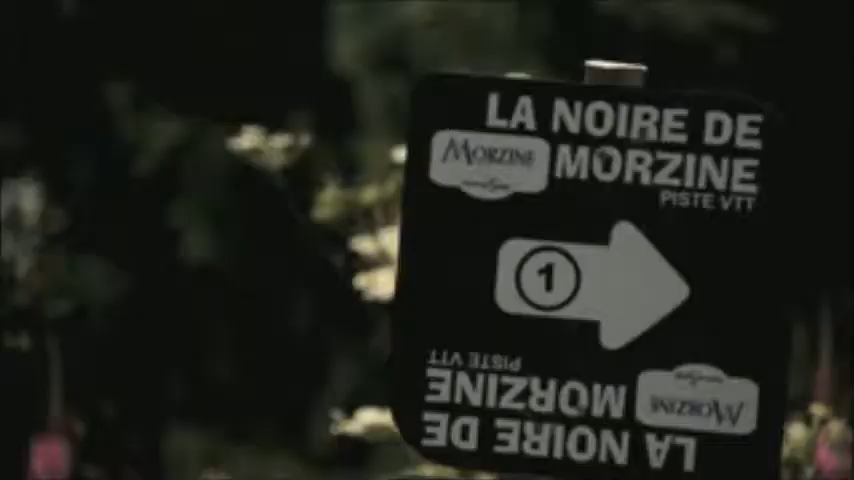 LA NOIRE DE
MORZINE
MORZINE
PISTE VTT
1
PISTE VTT
MORZINE
MORZINE
LA NOIRE DE